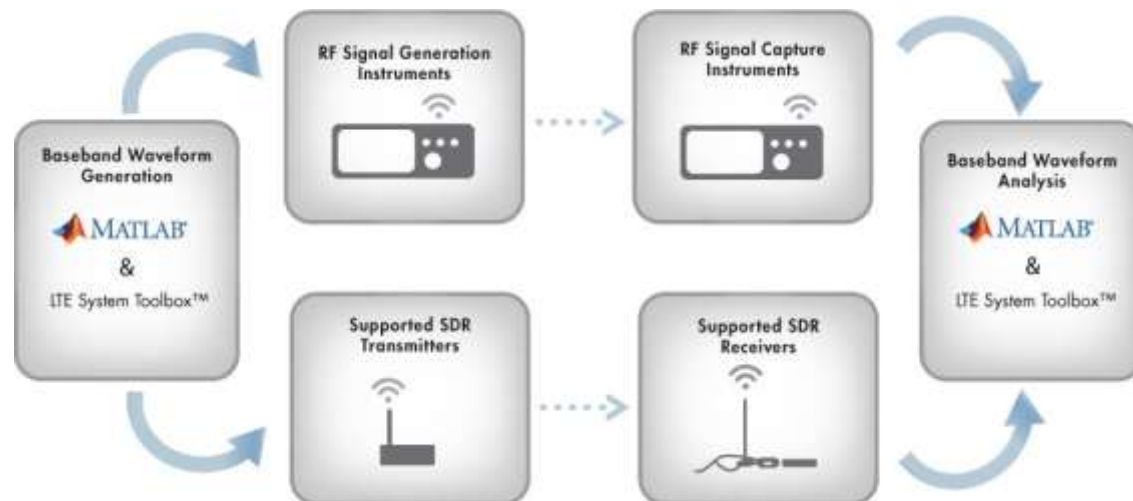 Baseband Waveform
Generation
MATLAB®
&
LTE System Toolbox™
RF Signal Generation
Instruments
RF Signal Capture
Instruments
Supported SDR
Transmitters
Supported SDR
Receivers
Baseband Waveform
Analysis
MATLAB®
&
LTE System Toolbox™